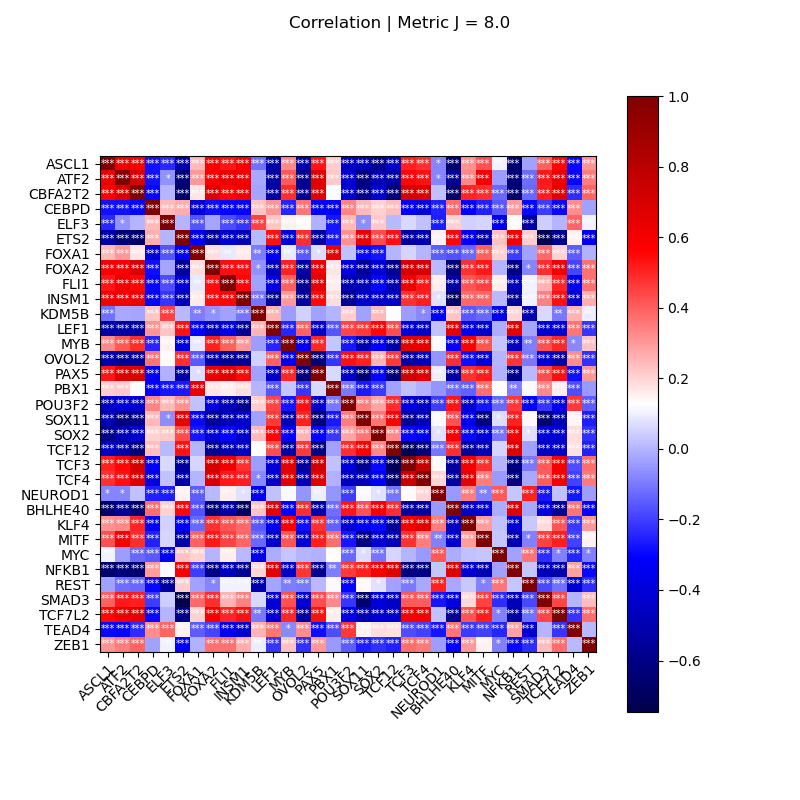 Correlation | Metric J = 8.0
ASCL1
ATF2
CBFA2T2
CEBPD
ELF3
ETS2
FOXA1
FOXA2
FLI1
INSM1
KDM5B
LEF1
MYB
OVOL2
PAX5
PBX1
POU3F2
SOX11
SOX2
TCF12
TCF3
TCF4
NEUROD1
BHLHE40
KLF4
MITF
MYC
NFKB1
REST
SMAD3
TCF7L2
TEAD4
ZEB1
ASCL1
ATF2
CBFA2T2
CEBPD
ELF3
ETS2
FOXA1
FOXA2
FLI1
INSM1
KDM5B
LEF1
MYB
OVOL2
PAX5
PBX1
POU3F2
SOX11
SOX2
TCF12
TCF3
TCF4
NEUROD1
BHLHE40
KLF4
MITF
MYC
NFKB1
REST
SMAD3
TCF7L2
TEAD4
ZEB1
1.0
0.8
0.6
0.4
0.2
0.0
−0.2
−0.4
−0.6